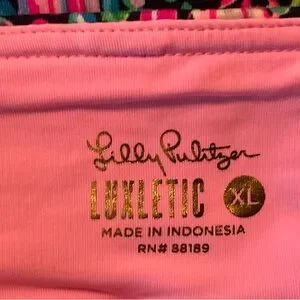 Lilly Pulitzer
LUXLETIC XL
MADE IN INDONESIA
RN# 88189